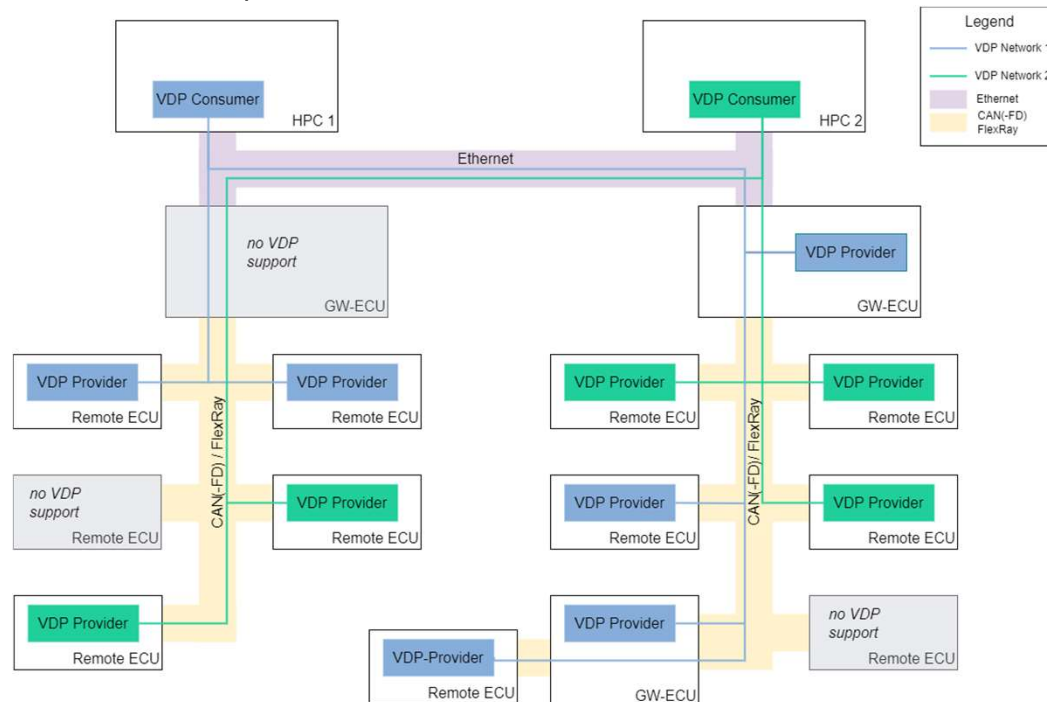 Legend
VDP Network 1
VDP Network 2
Ethernet
CAN(-FD)
FlexRay
VDP Consumer
HPC 1
VDP Consumer
HPC 2
Ethernet
no VDP
support
GW-ECU
VDP Provider
GW-ECU
VDP Provider
Remote ECU
VDP Provider
Remote ECU
VDP Provider
Remote ECU
VDP Provider
Remote ECU
CAN(-FD) / FlexRay
CAN(-FD)/ FlexRay
no VDP
support
Remote ECU
VDP Provider
Remote ECU
VDP Provider
Remote ECU
VDP Provider
Remote ECU
VDP Provider
Remote ECU
VDP-Provider
Remote ECU
VDP Provider
GW-ECU
no VDP
support
Remote ECU